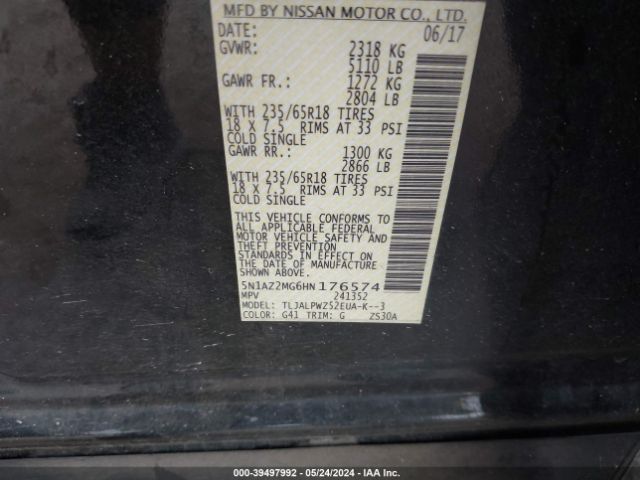 MFD BY NISSAN MOTOR CO., LTD.
DATE: 06/17
GVWR: 2318 KG
5110 LB
GAWR FR.: 1272 KG
2804 LB
WITH 235/65R18 TIRES
18 X 7.5 RIMS AT 33 PSI
COLD SINGLE
GAWR RR.: 1300 KG
2866 LB
WITH 235/65R18 TIRES
18 X 7.5 RIMS AT 33 PSI
COLD SINGLE
THIS VEHICLE CONFORMS TO
ALL APPLICABLE FEDERAL
MOTOR VEHICLE SAFETY AND
THEFT PREVENTION
STANDARDS IN EFFECT ON
THE DATE OF MANUFACTURE
SHOWN ABOVE.
5N1AZ2MG6HN176574
MPV 241352
MODEL: TLJALPWZ52EUA-K--3
COLOR: G41 TRIM: G ZS30A
000-39497992 - 05/24/2024 - IAA Inc.